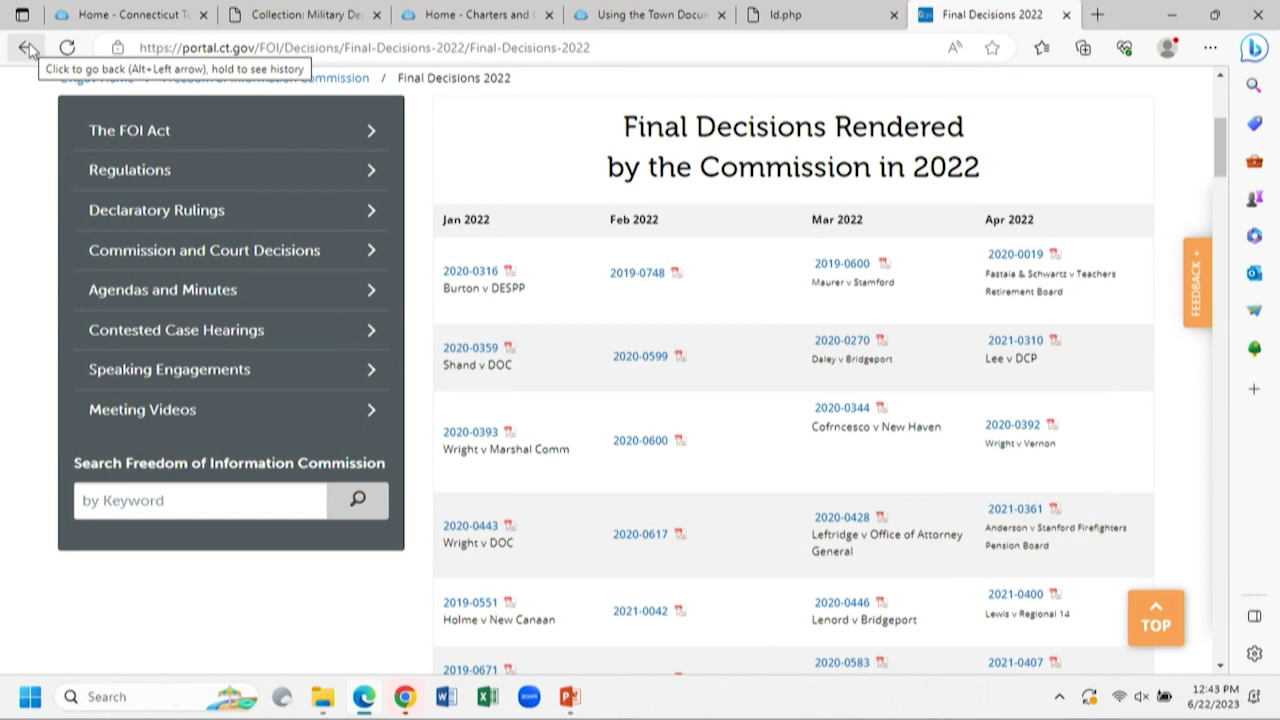 Home - Connecticut To
Collection: Military De
Home - Charters and
Using the Town Docum
ld.php
Final Decisions 2022
https://portal.ct.gov/FOI/Decisions/Final-Decisions-2022/Final-Decisions-2022
Click to go back (Alt+Left arrow), hold to see history
ommission / Final Decisions 2022
The FOI Act
Regulations
Declaratory Rulings
Commission and Court Decisions
Agendas and Minutes
Contested Case Hearings
Speaking Engagements
Meeting Videos
Search Freedom of Information Commission
by Keyword
Final Decisions Rendered
by the Commission in 2022
Jan 2022 Feb 2022 Mar 2022 Apr 2022
2020-0316
Burton v DESPP
2019-0748
2019-0600
Maurer v Stamford
2020-0019
Fastaia & Schwartz v Teachers
Retirement Board
2020-0359
Shand v DOC
2020-0599
2020-0270
Daley v Bridgeport
2021-0310
Lee v DCP
2020-0393
Wright v Marshal Comm
2020-0600
2020-0344
Cofrncesco v New Haven
2020-0392
Wright v Vernon
2020-0443
Wright v DOC
2020-0617
2020-0428
Leftridge v Office of Attorney
General
2021-0361
Anderson v Stanford Firefighters
Pension Board
2019-0551
Holme v New Canaan
2021-0042
2020-0446
Lenord v Bridgeport
2021-0400
Lewis v Regional 14
2019-0671
2020-0583
2021-0407
FEEDBACK +
TOP
Search
zoom
12:43 PM
6/22/2023